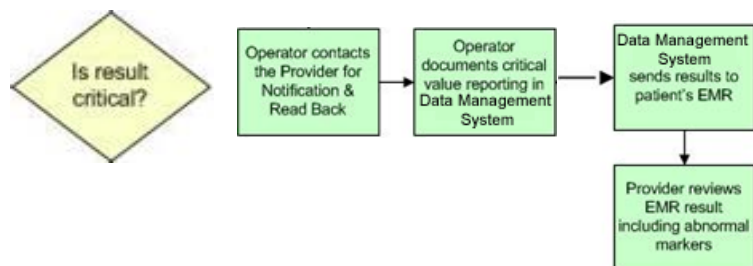 Is result
critical?
Operator contacts
the Provider for
Notification &
Read Back
Operator
documents critical
value reporting in
Data Management
System
Data Management
System
sends results to
patient's EMR
Provider reviews
EMR result
including abnormal
markers